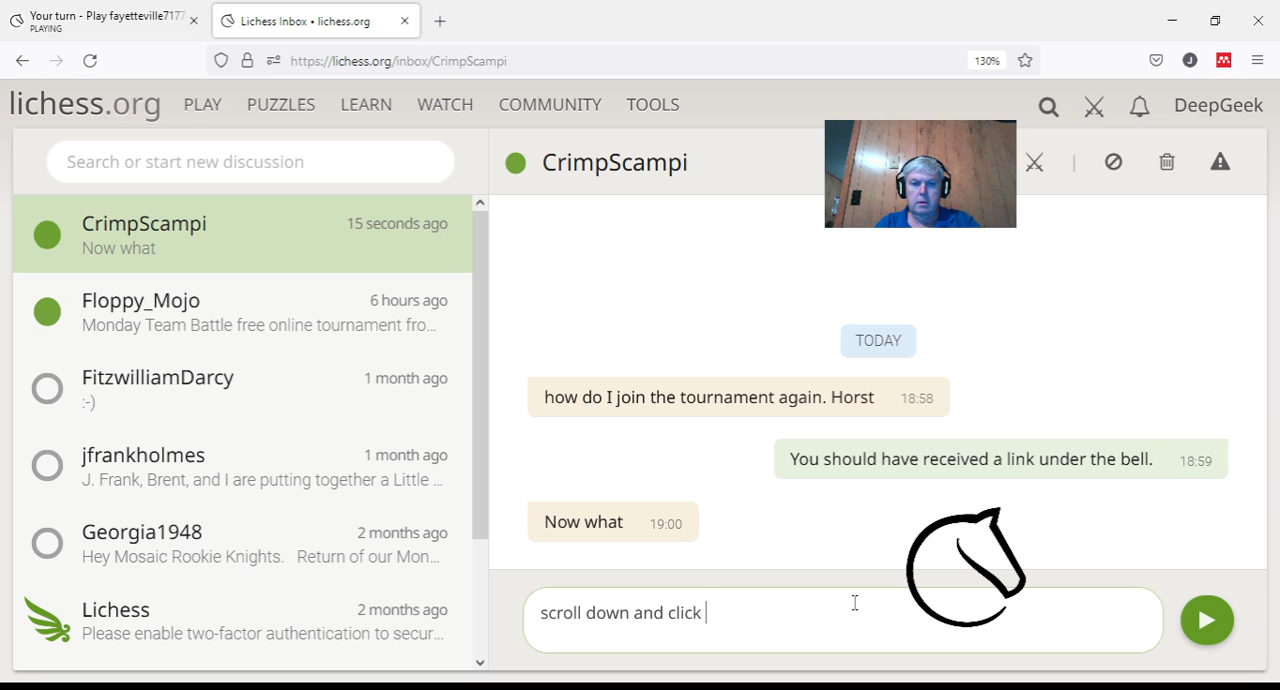 Your turn - Play fayetteville7177
PLAYING
Lichess Inbox • lichess.org
https://lichess.org/inbox/CrimpScampi
130%
J
lichess.org
PLAY
PUZZLES
LEARN
WATCH
COMMUNITY
TOOLS
DeepGeek
Search or start new discussion
CrimpScampi
15 seconds ago
Now what
Floppy_Mojo
6 hours ago
Monday Team Battle free online tournament fro...
FitzwilliamDarcy
1 month ago
:-)
jfrankholmes
1 month ago
J. Frank, Brent, and I are putting together a Little ...
Georgia1948
2 months ago
Hey Mosaic Rookie Knights. Return of our Mon...
Lichess
2 months ago
Please enable two-factor authentication to secur...
CrimpScampi
TODAY
how do I join the tournament again. Horst 18:58
You should have received a link under the bell. 18:59
Now what 19:00
scroll down and click